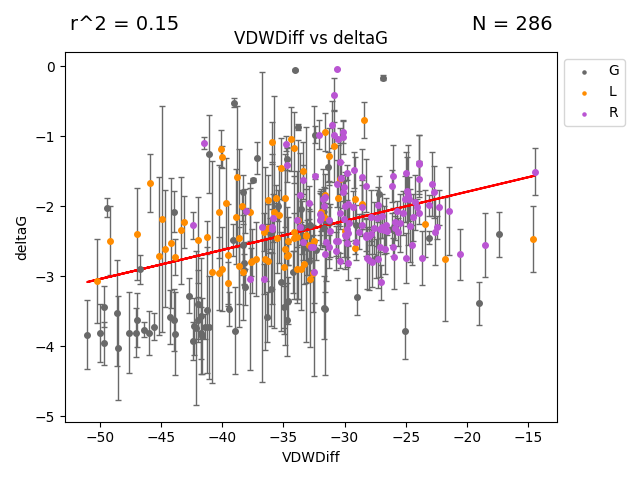 r^2 = 0.15
N = 286
VDWDiff vs deltaG
G
L
R
deltaG
0
−1
−2
−3
−4
−5
−50
−45
−40
−35
−30
−25
−20
−15
VDWDiff